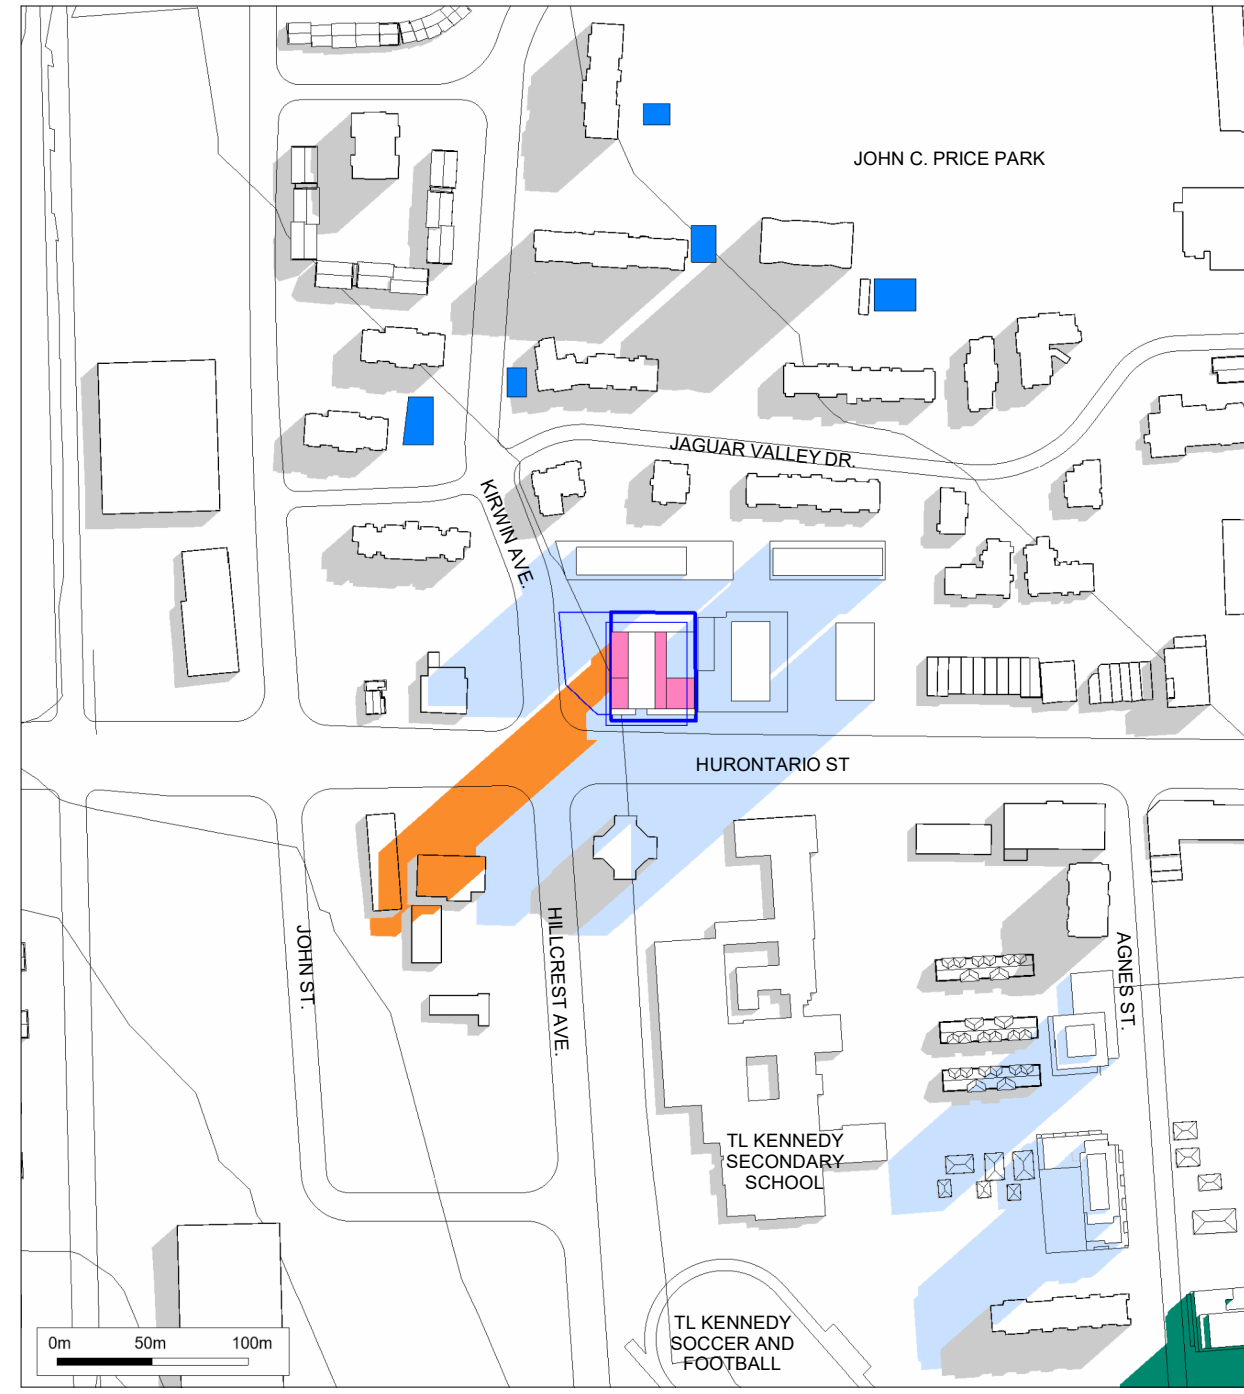 JOHN C. PRICE PARK
JAGUAR VALLEY DR.
KIRWIN AVE.
HURONTARIO ST
JOHN ST.
HILLCREST AVE.
AGNES ST.
TL KENNEDY
SECONDARY
SCHOOL
TL KENNEDY
SOCCER AND
FOOTBALL
0m 50m 100m